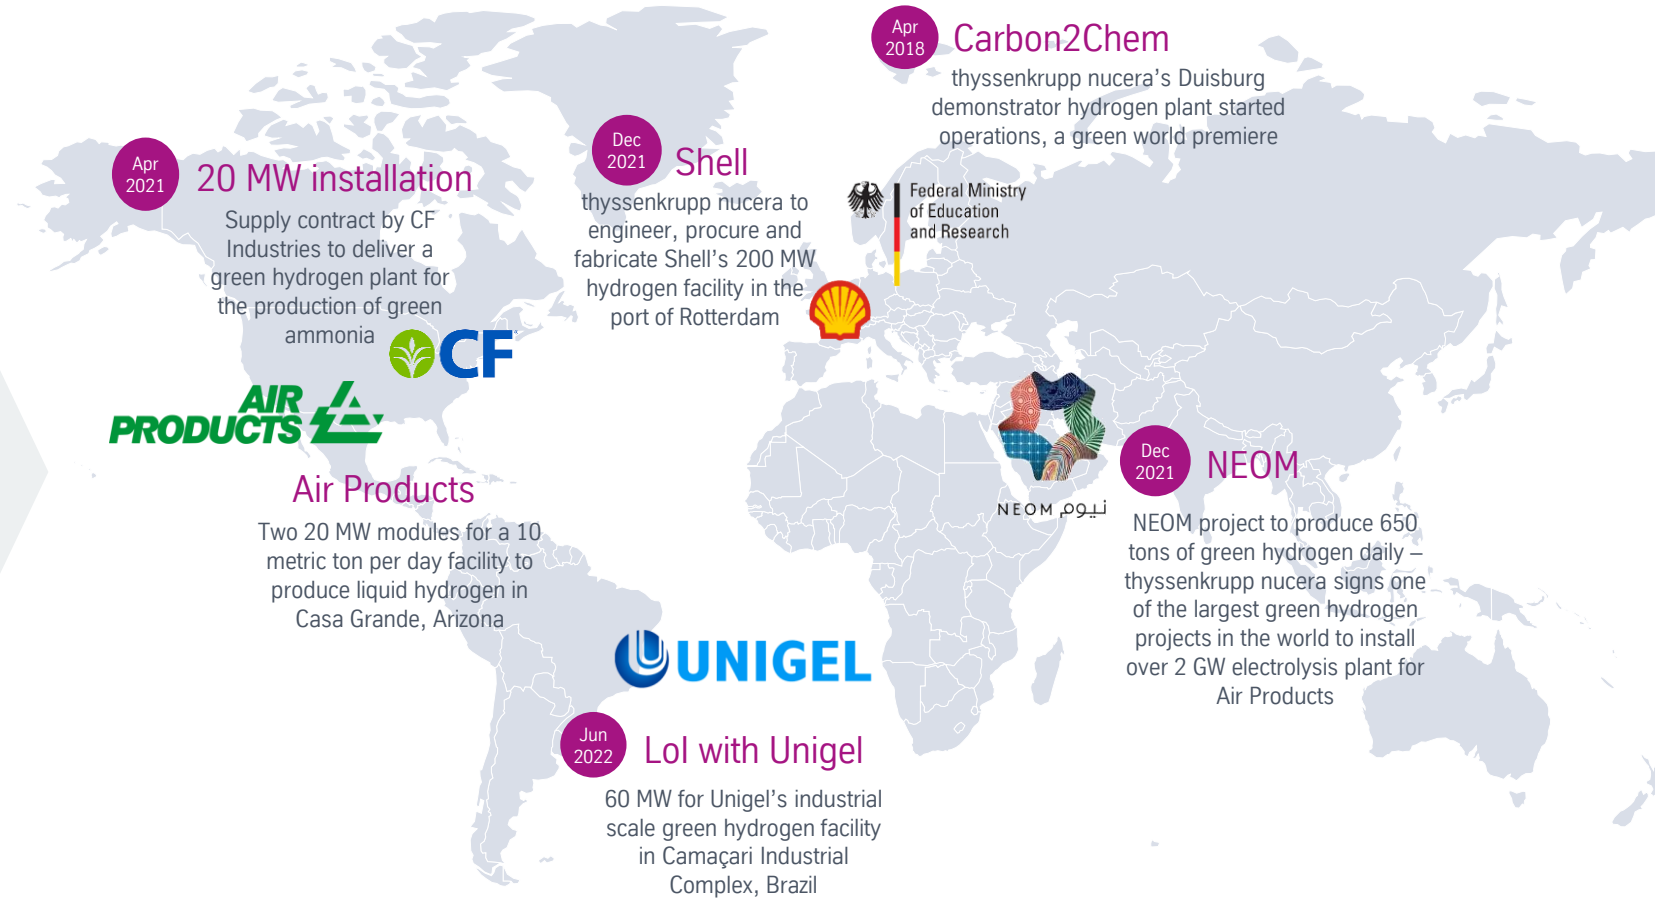 Apr
2018
Carbon2Chem
thyssenkrupp nucera’s Duisburg
demonstrator hydrogen plant started
operations, a green world premiere
Federal Ministry
of Education
and Research
Apr
2021
20 MW installation
Supply contract by CF
Industries to deliver a
green hydrogen plant for
the production of green
ammonia
CF
Dec
2021
Shell
thyssenkrupp nucera to
engineer, procure and
fabricate Shell’s 200 MW
hydrogen facility in the
port of Rotterdam
AIR
PRODUCTS
Air Products
Two 20 MW modules for a 10
metric ton per day facility to
produce liquid hydrogen in
Casa Grande, Arizona
NEOM نيوم
Dec
2021
NEOM
NEOM project to produce 650
tons of green hydrogen daily –
thyssenkrupp nucera signs one
of the largest green hydrogen
projects in the world to install
over 2 GW electrolysis plant for
Air Products
UNIGEL
Jun
2022
LoI with Unigel
60 MW for Unigel’s industrial
scale green hydrogen facility
in Camaçari Industrial
Complex, Brazil